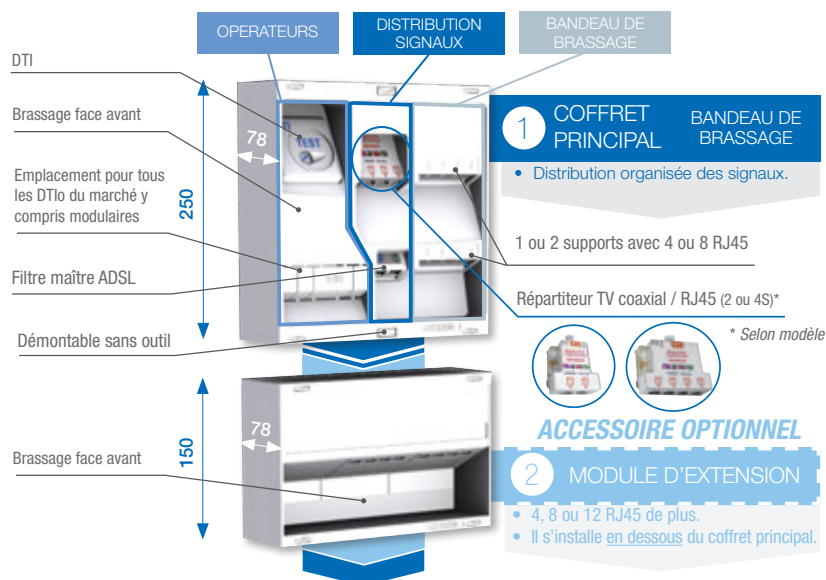 OPERATEURS
DISTRIBUTION
SIGNAUX
BANDEAU DE
BRASSAGE
DTI
Brassage face avant
Emplacement pour tous
les DTIo du marché y
compris modulaires
Filtre maître ADSL
Démontable sans outil
78
250
TEST
1
COFFRET
PRINCIPAL
BANDEAU DE
BRASSAGE
• Distribution organisée des signaux.
1 ou 2 supports avec 4 ou 8 RJ45
Répartiteur TV coaxial / RJ45 (2 ou 4S)*
* Selon modèle
ACCESSOIRE OPTIONNEL
78
150
Brassage face avant
2
MODULE D'EXTENSION
• 4, 8 ou 12 RJ45 de plus.
• Il s'installe en dessous du coffret principal.